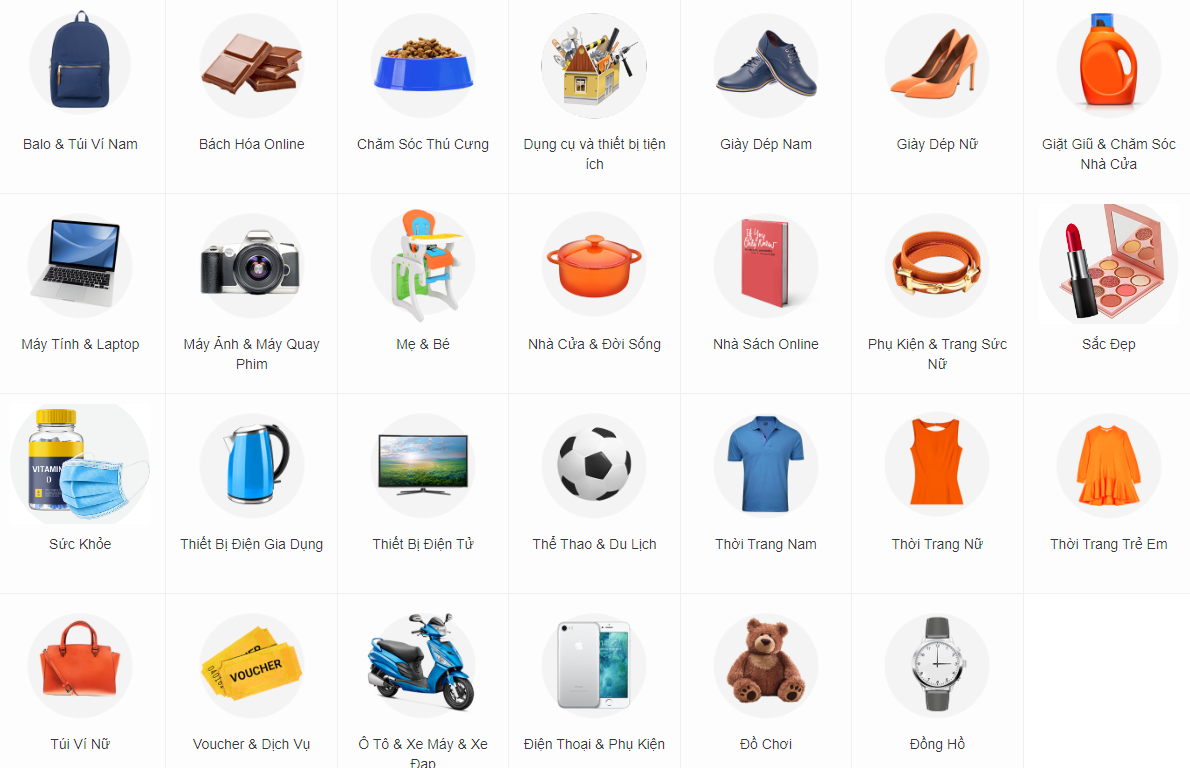 Balo & Túi Ví Nam
Bách Hóa Online
Chăm Sóc Thú Cưng
Dụng cụ và thiết bị tiện
ích
Giày Dép Nam
Giày Dép Nữ
Giặt Giũ & Chăm Sóc
Nhà Cửa
Máy Tính & Laptop
Máy Ảnh & Máy Quay
Phim
Mẹ & Bé
Nhà Cửa & Đời Sống
If You
Only Knew
Nhà Sách Online
Phụ Kiện & Trang Sức
Nữ
Sắc Đẹp
VITAMIN
D
Sức Khỏe
Thiết Bị Điện Gia Dụng
Thiết Bị Điện Tử
Thể Thao & Du Lịch
Thời Trang Nam
Thời Trang Nữ
Thời Trang Trẻ Em
Túi Ví Nữ
VOUCHER
Voucher & Dịch Vụ
Ô Tô & Xe Máy & Xe
Đạp
Điện Thoại & Phụ Kiện
Đồ Chơi
Đồng Hồ